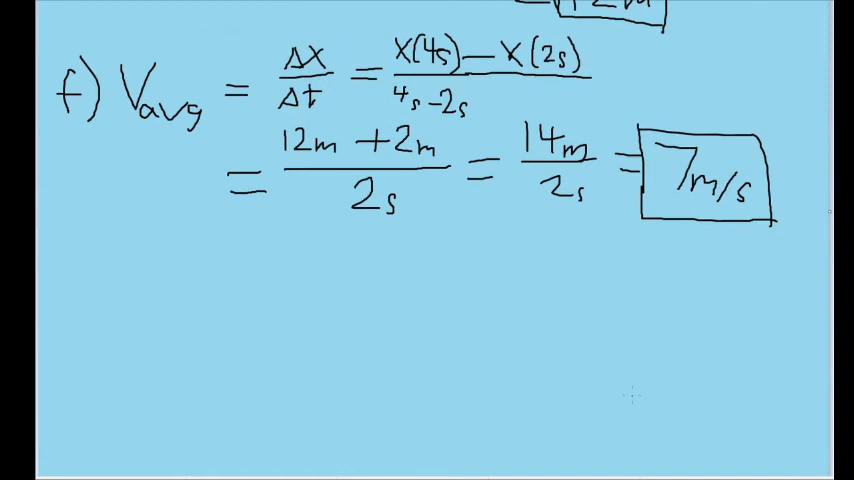 f) Vavg = Δx/Δt = x(4s) - x(2s) / 4s - 2s
= 12m + 2m / 2s = 14m / 2s = 7m/s